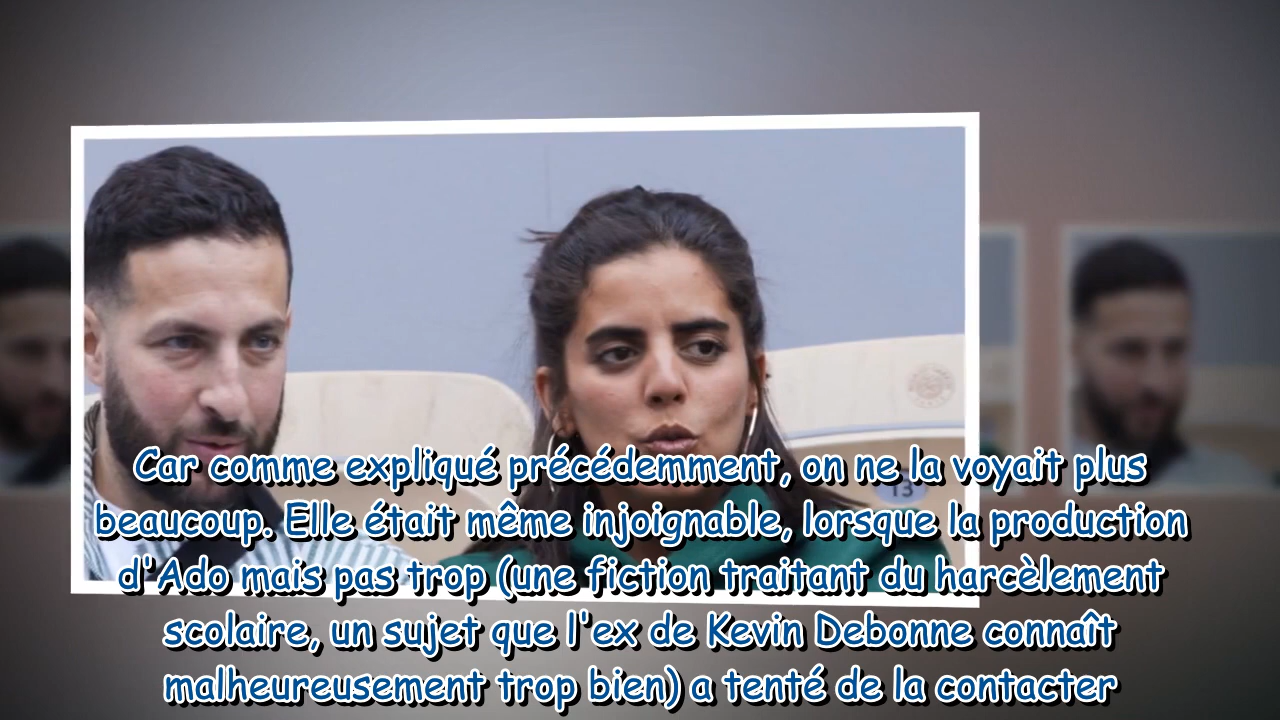 Car comme expliqué précédemment, on ne la voyait plus
beaucoup. Elle était même injoignable, lorsque la production
d'Ado mais pas trop (une fiction traitant du harcèlement
scolaire, un sujet que l'ex de Kevin Debonne connaît
malheureusement trop bien) a tenté de la contacter
13